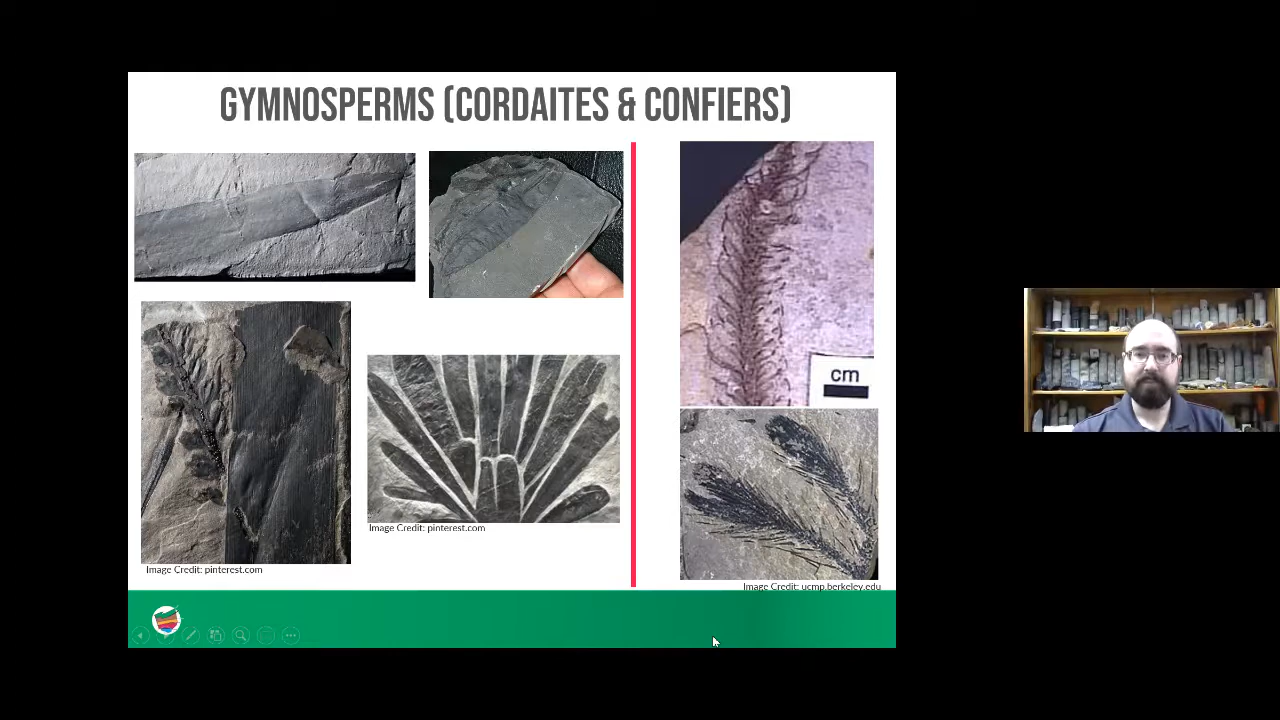 GYMNOSPERMS (CORDAITES & CONFIERS)
cm
Image Credit: pinterest.com
Image Credit: pinterest.com
Image Credit: ucmp.berkeley.edu